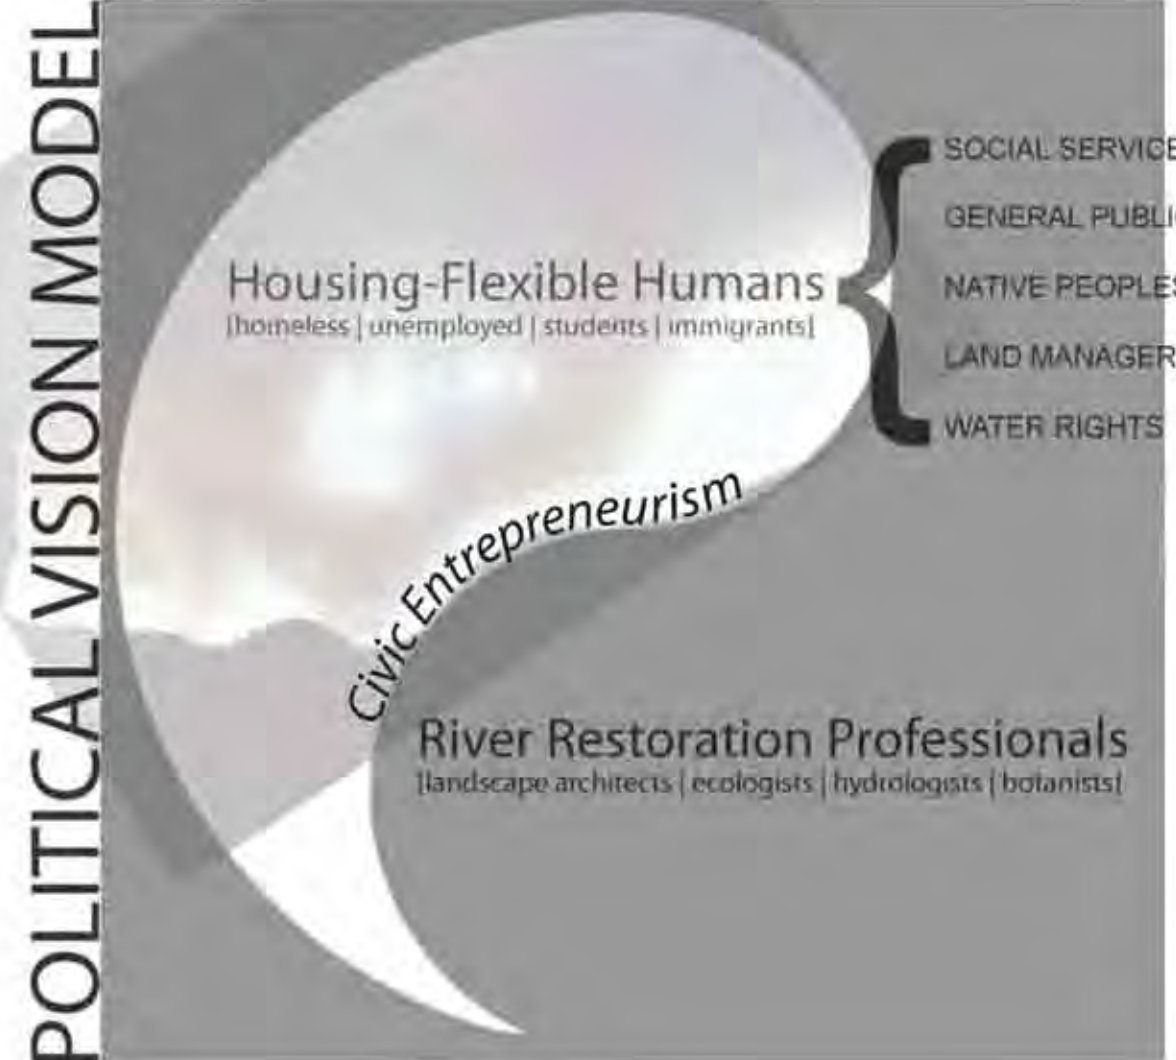 POLITICAL VISION MODEL
Housing-Flexible Humans
[homeless | unemployed | students | immigrants]
SOCIAL SERVICE
GENERAL PUBLI
NATIVE PEOPLES
LAND MANAGER
WATER RIGHTS
Civic Entrepreneurism
River Restoration Professionals
[landscape architects | ecologists | hydrologists | botanists]